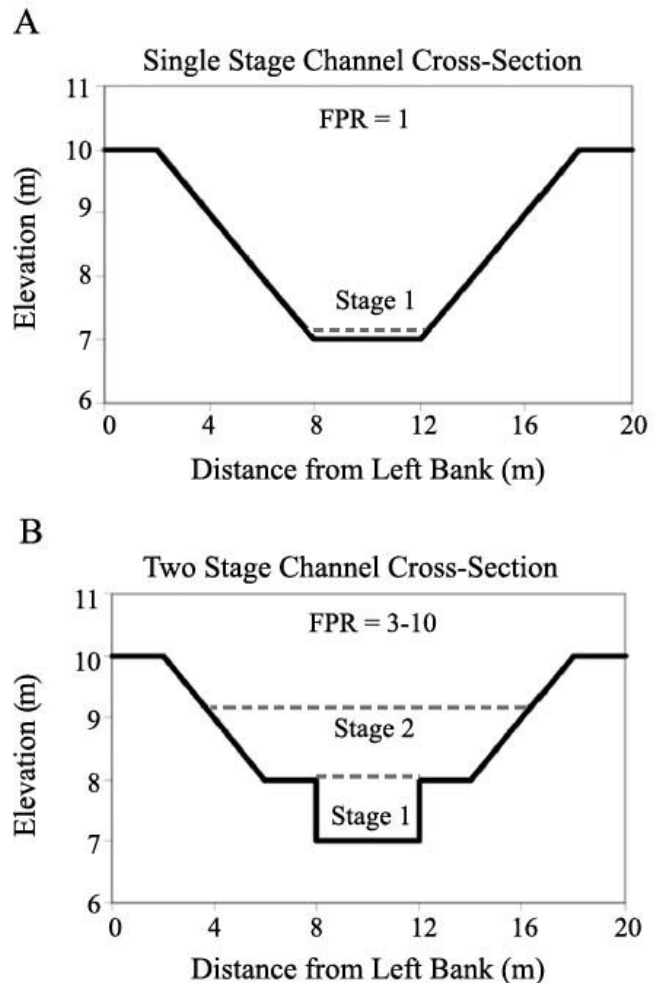 A
Single Stage Channel Cross-Section
11
FPR = 1
10
9
8
Stage 1
7
6
0 4 8 12 16 20
Elevation (m)
Distance from Left Bank (m)
B
Two Stage Channel Cross-Section
11
FPR = 3-10
10
9
Stage 2
8
Stage 1
7
6
0 4 8 12 16 20
Elevation (m)
Distance from Left Bank (m)